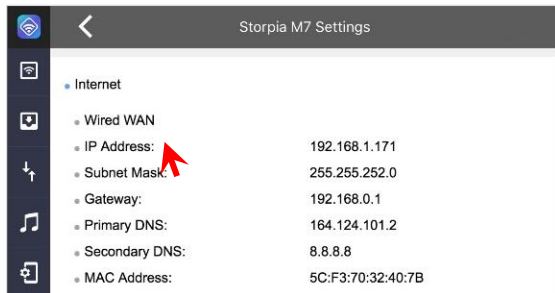 Storpia M7 Settings
Internet
Wired WAN
IP Address: 192.168.1.171
Subnet Mask: 255.255.252.0
Gateway: 192.168.0.1
Primary DNS: 164.124.101.2
Secondary DNS: 8.8.8.8
MAC Address: 5C:F3:70:32:40:7B